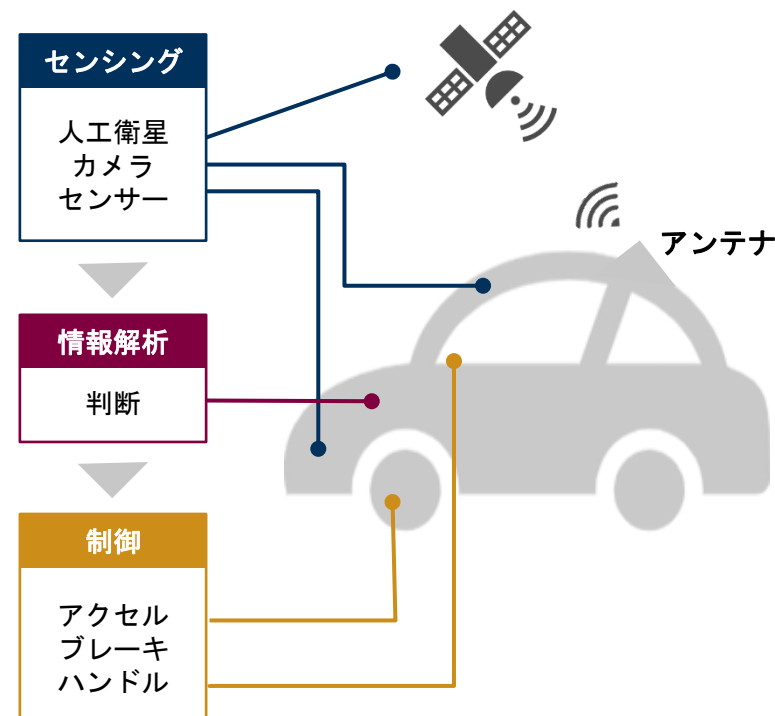 センシング
人工衛星
カメラ
センサー
アンテナ
情報解析
判断
制御
アクセル
ブレーキ
ハンドル